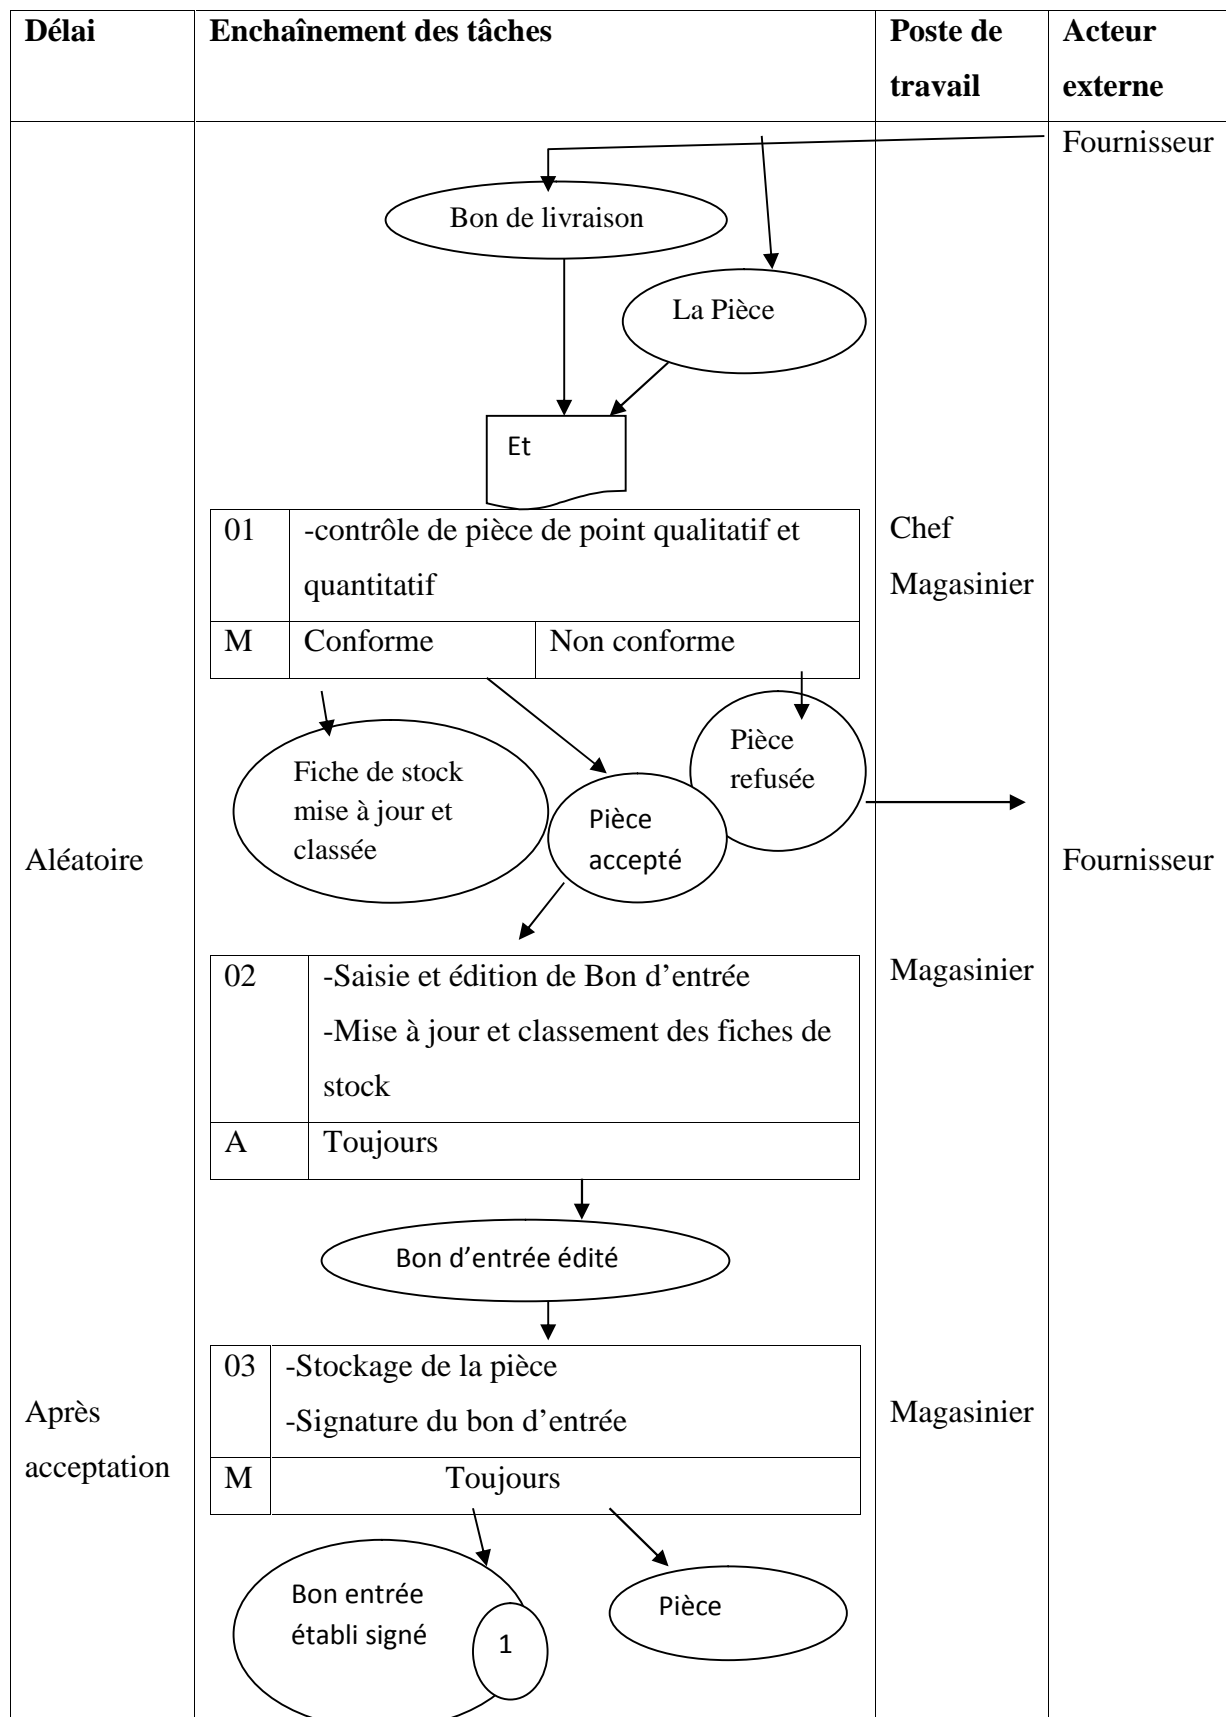 Délai
Enchaînement des tâches
Poste de
travail
Acteur
externe
Fournisseur
Bon de livraison
La Pièce
Et
01
-contrôle de pièce de point qualitatif et
quantitatif
Chef
Magasinier
M
Conforme
Non conforme
Pièce
refusée
Fiche de stock
mise à jour et
classée
Pièce
accepté
Aléatoire
Fournisseur
02
-Saisie et édition de Bon d’entrée
-Mise à jour et classement des fiches de
stock
Magasinier
A
Toujours
Bon d’entrée édité
03
-Stockage de la pièce
-Signature du bon d’entrée
Après
acceptation
Magasinier
M
Toujours
Bon entrée
établi signé
1
Pièce